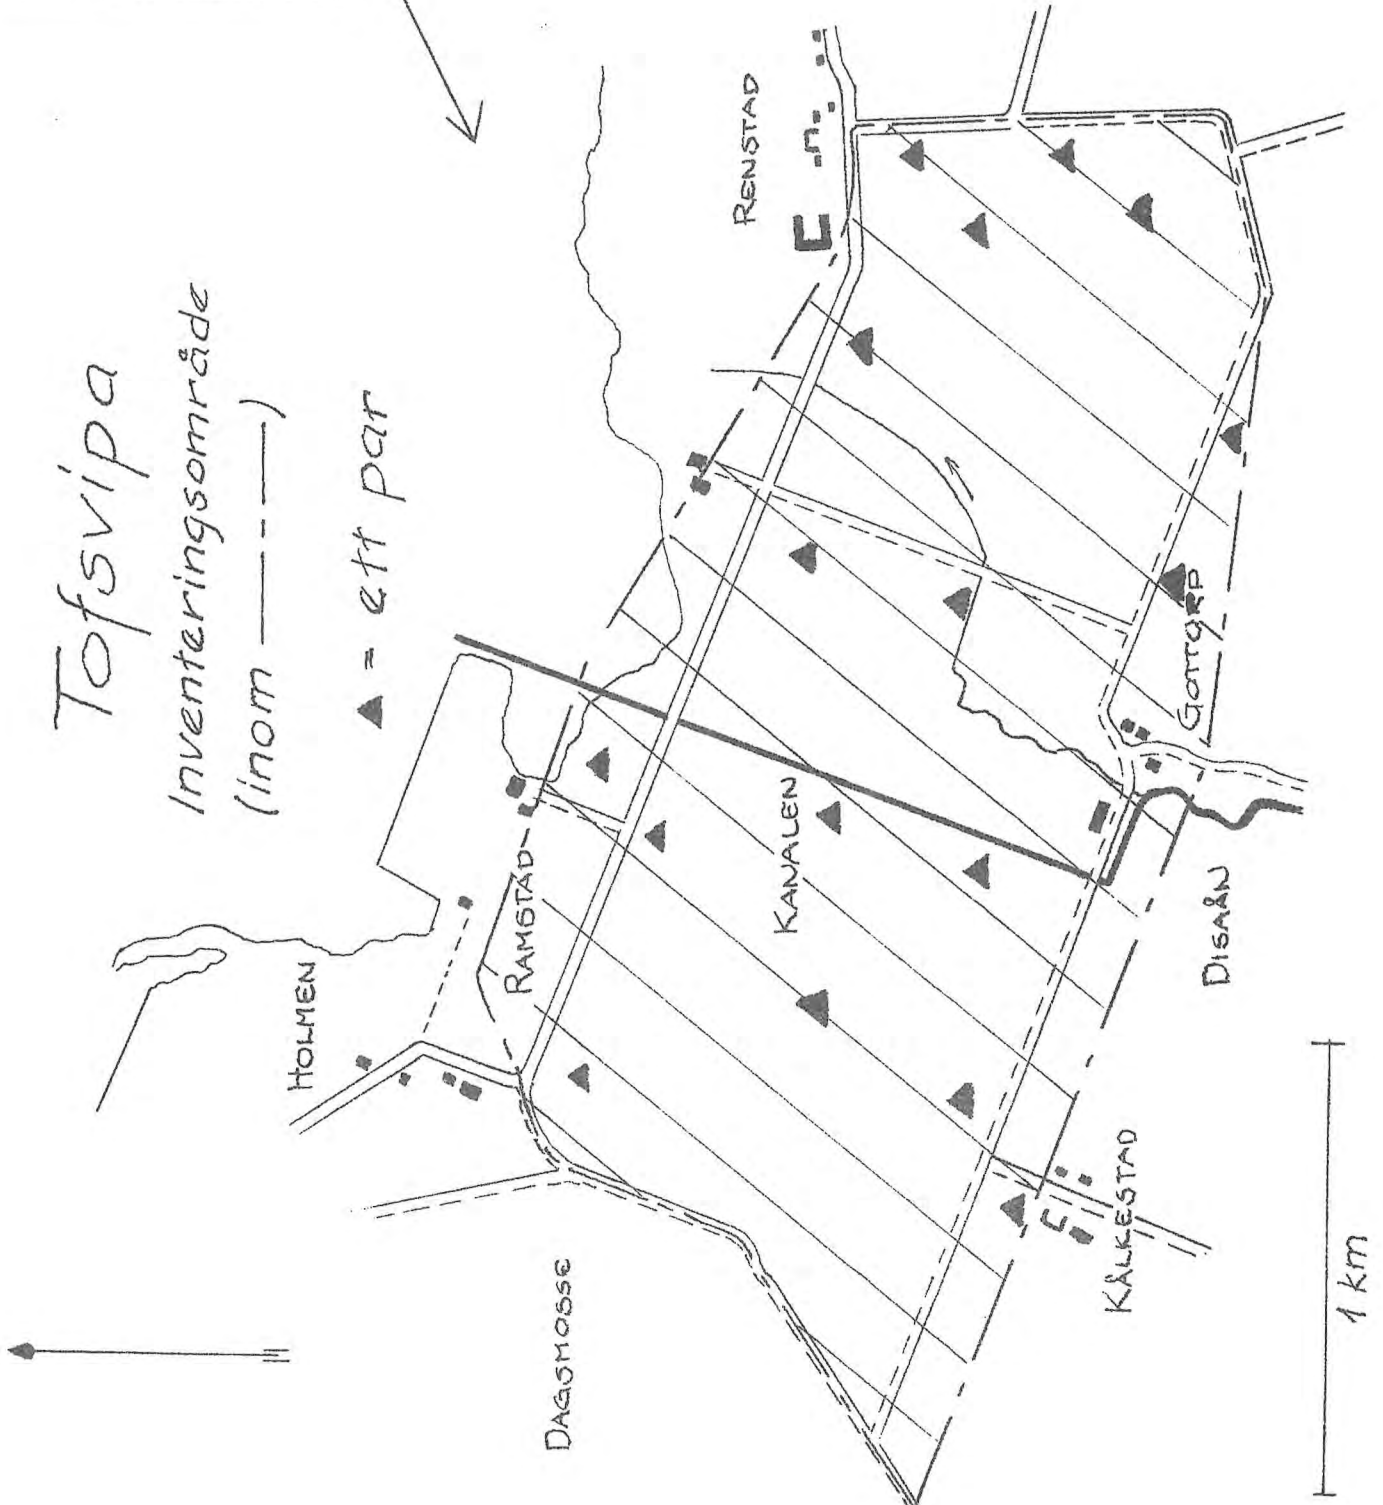 Tofsvipa
Inventeringsområde
(inom — — - —)
▲ = ett par
RENSTAD
HOLMEN
RAMSTAD
KANALEN
GOTTORP
DISAÅN
DAGSMOSSE
KÅLKESTAD
1 km